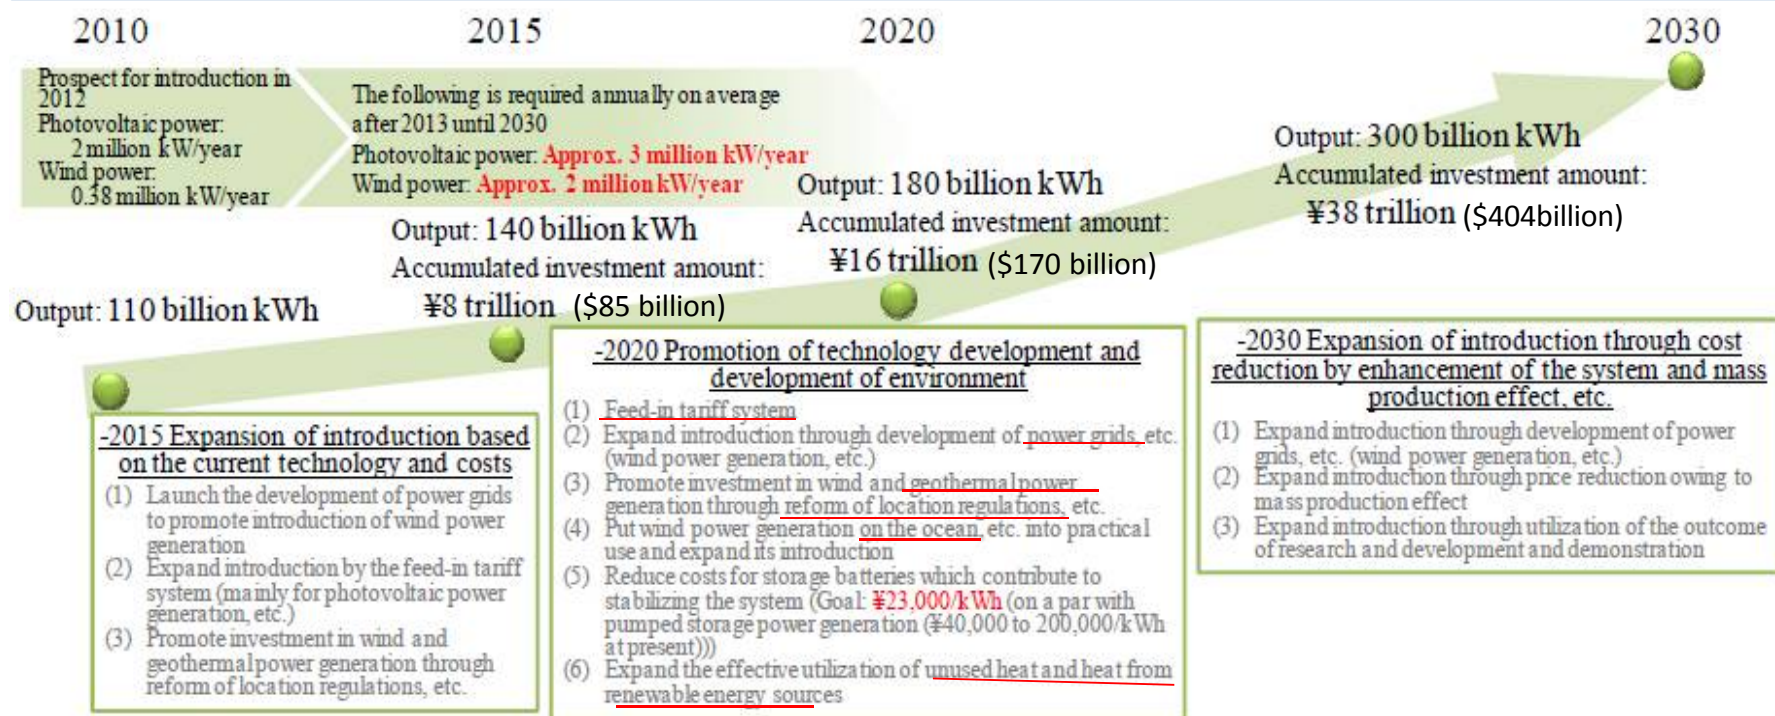 2010
2015
2020
2030
Prospect for introduction in
2012
Photovoltaic power:
2 million kW/year
Wind power:
0.38 million kW/year
The following is required annually on average
after 2013 until 2030
Photovoltaic power: Approx. 3 million kW/year
Wind power: Approx. 2 million kW/year
Output: 110 billion kWh
Output: 140 billion kWh
Accumulated investment amount:
¥8 trillion ($85 billion)
Output: 180 billion kWh
Accumulated investment amount:
¥16 trillion ($170 billion)
Output: 300 billion kWh
Accumulated investment amount:
¥38 trillion ($404billion)
-2015 Expansion of introduction based
on the current technology and costs
(1) Launch the development of power grids
to promote introduction of wind power
generation
(2) Expand introduction by the feed-in tariff
system (mainly for photovoltaic power
generation, etc.)
(3) Promote investment in wind and
geothermal power generation through
reform of location regulations, etc.
-2020 Promotion of technology development and
development of environment
(1) Feed-in tariff system
(2) Expand introduction through development of power grids, etc.
(wind power generation, etc.)
(3) Promote investment in wind and geothermal power
generation through reform of location regulations, etc.
(4) Put wind power generation on the ocean, etc. into practical
use and expand its introduction
(5) Reduce costs for storage batteries which contribute to
stabilizing the system (Goal: ¥23,000/kWh (on a par with
pumped storage power generation (¥40,000 to 200,000/kWh
at present)))
(6) Expand the effective utilization of unused heat and heat from
renewable energy sources
-2030 Expansion of introduction through cost
reduction by enhancement of the system and mass
production effect, etc.
(1) Expand introduction through development of power
grids, etc. (wind power generation, etc.)
(2) Expand introduction through price reduction owing to
mass production effect
(3) Expand introduction through utilization of the outcome
of research and development and demonstration